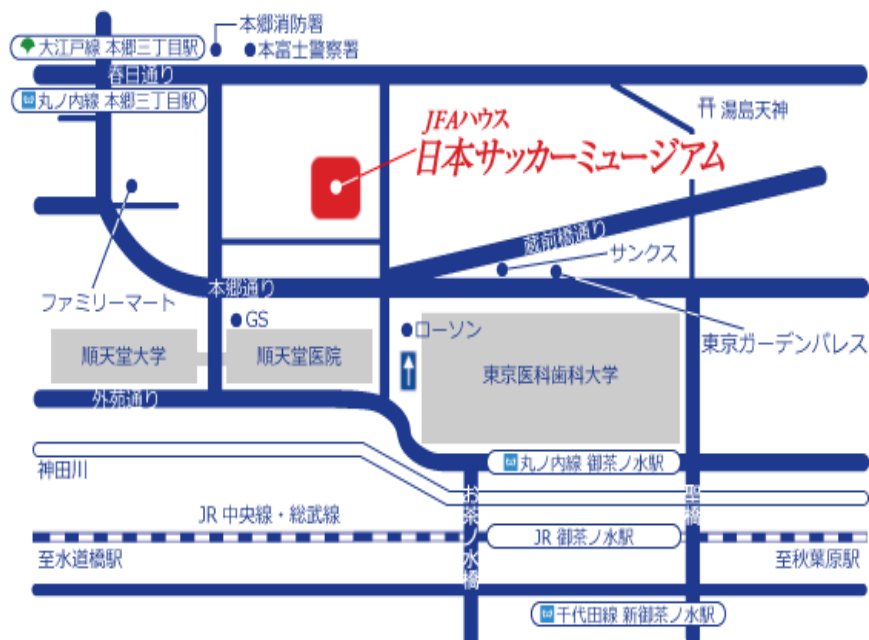 本郷消防署
大江戸線 本郷三丁目駅
本富士警察署
春日通り
丸ノ内線 本郷三丁目駅
湯島天神
JFAハウス
日本サッカーミュージアム
蔵前橋通り
サンクス
本郷通り
ファミリーマート
GS
ローソン
東京ガーデンパレス
順天堂大学
順天堂医院
東京医科歯科大学
外苑通り
丸ノ内線 御茶ノ水駅
神田川
お茶ノ水橋
聖橋
JR 中央線・総武線
JR 御茶ノ水駅
至水道橋駅
至秋葉原駅
千代田線 新御茶ノ水駅